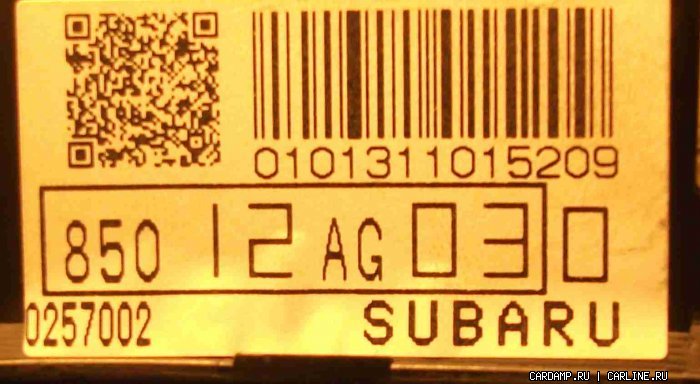 0101311015209
850 12 AG 03 0
0257002 SUBARU
CARDAMP.RU | CARLINE.RU